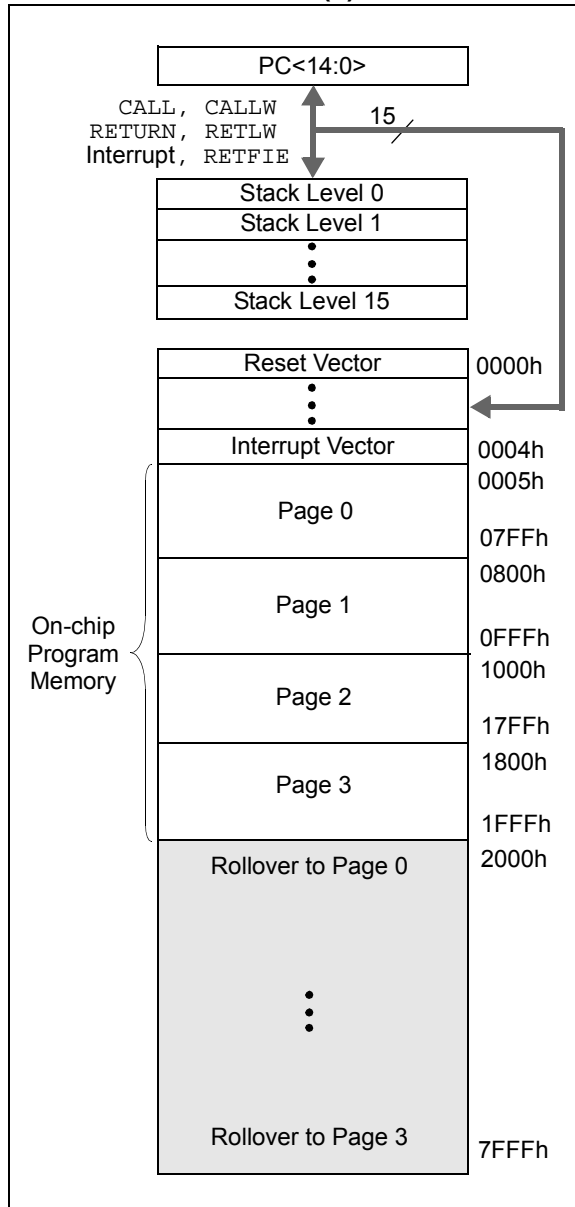 PC<14:0>
CALL, CALLW
RETURN, RETLW
Interrupt, RETFIE
15
Stack Level 0
Stack Level 1
Stack Level 15
Reset Vector
0000h
Interrupt Vector
0004h
0005h
Page 0
07FFh
0800h
Page 1
0FFFh
On-chip
Program
Memory
1000h
Page 2
17FFh
1800h
Page 3
1FFFh
2000h
Rollover to Page 0
Rollover to Page 3
7FFFh